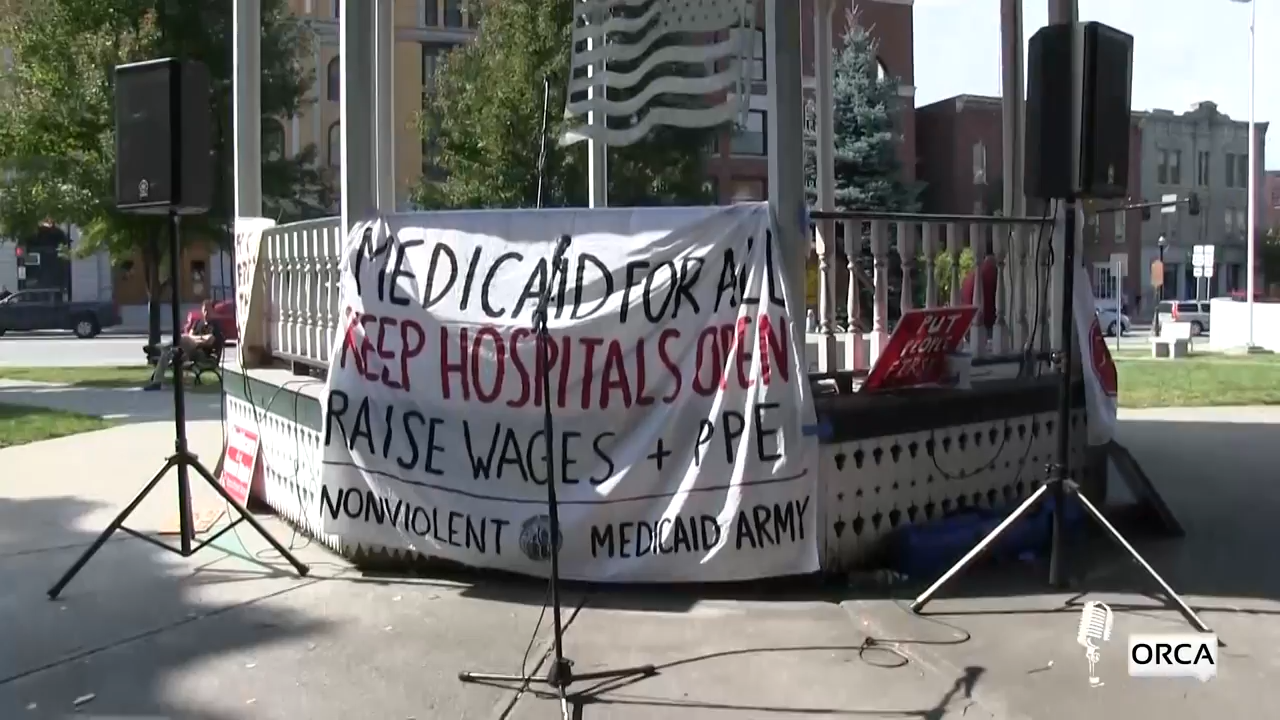 MEDICAID FOR ALL
KEEP HOSPITALS OPEN
RAISE WAGES + PPE
NONVIOLENT MEDICAID ARMY
PUT
PEOPLE
FIRST
ORCA